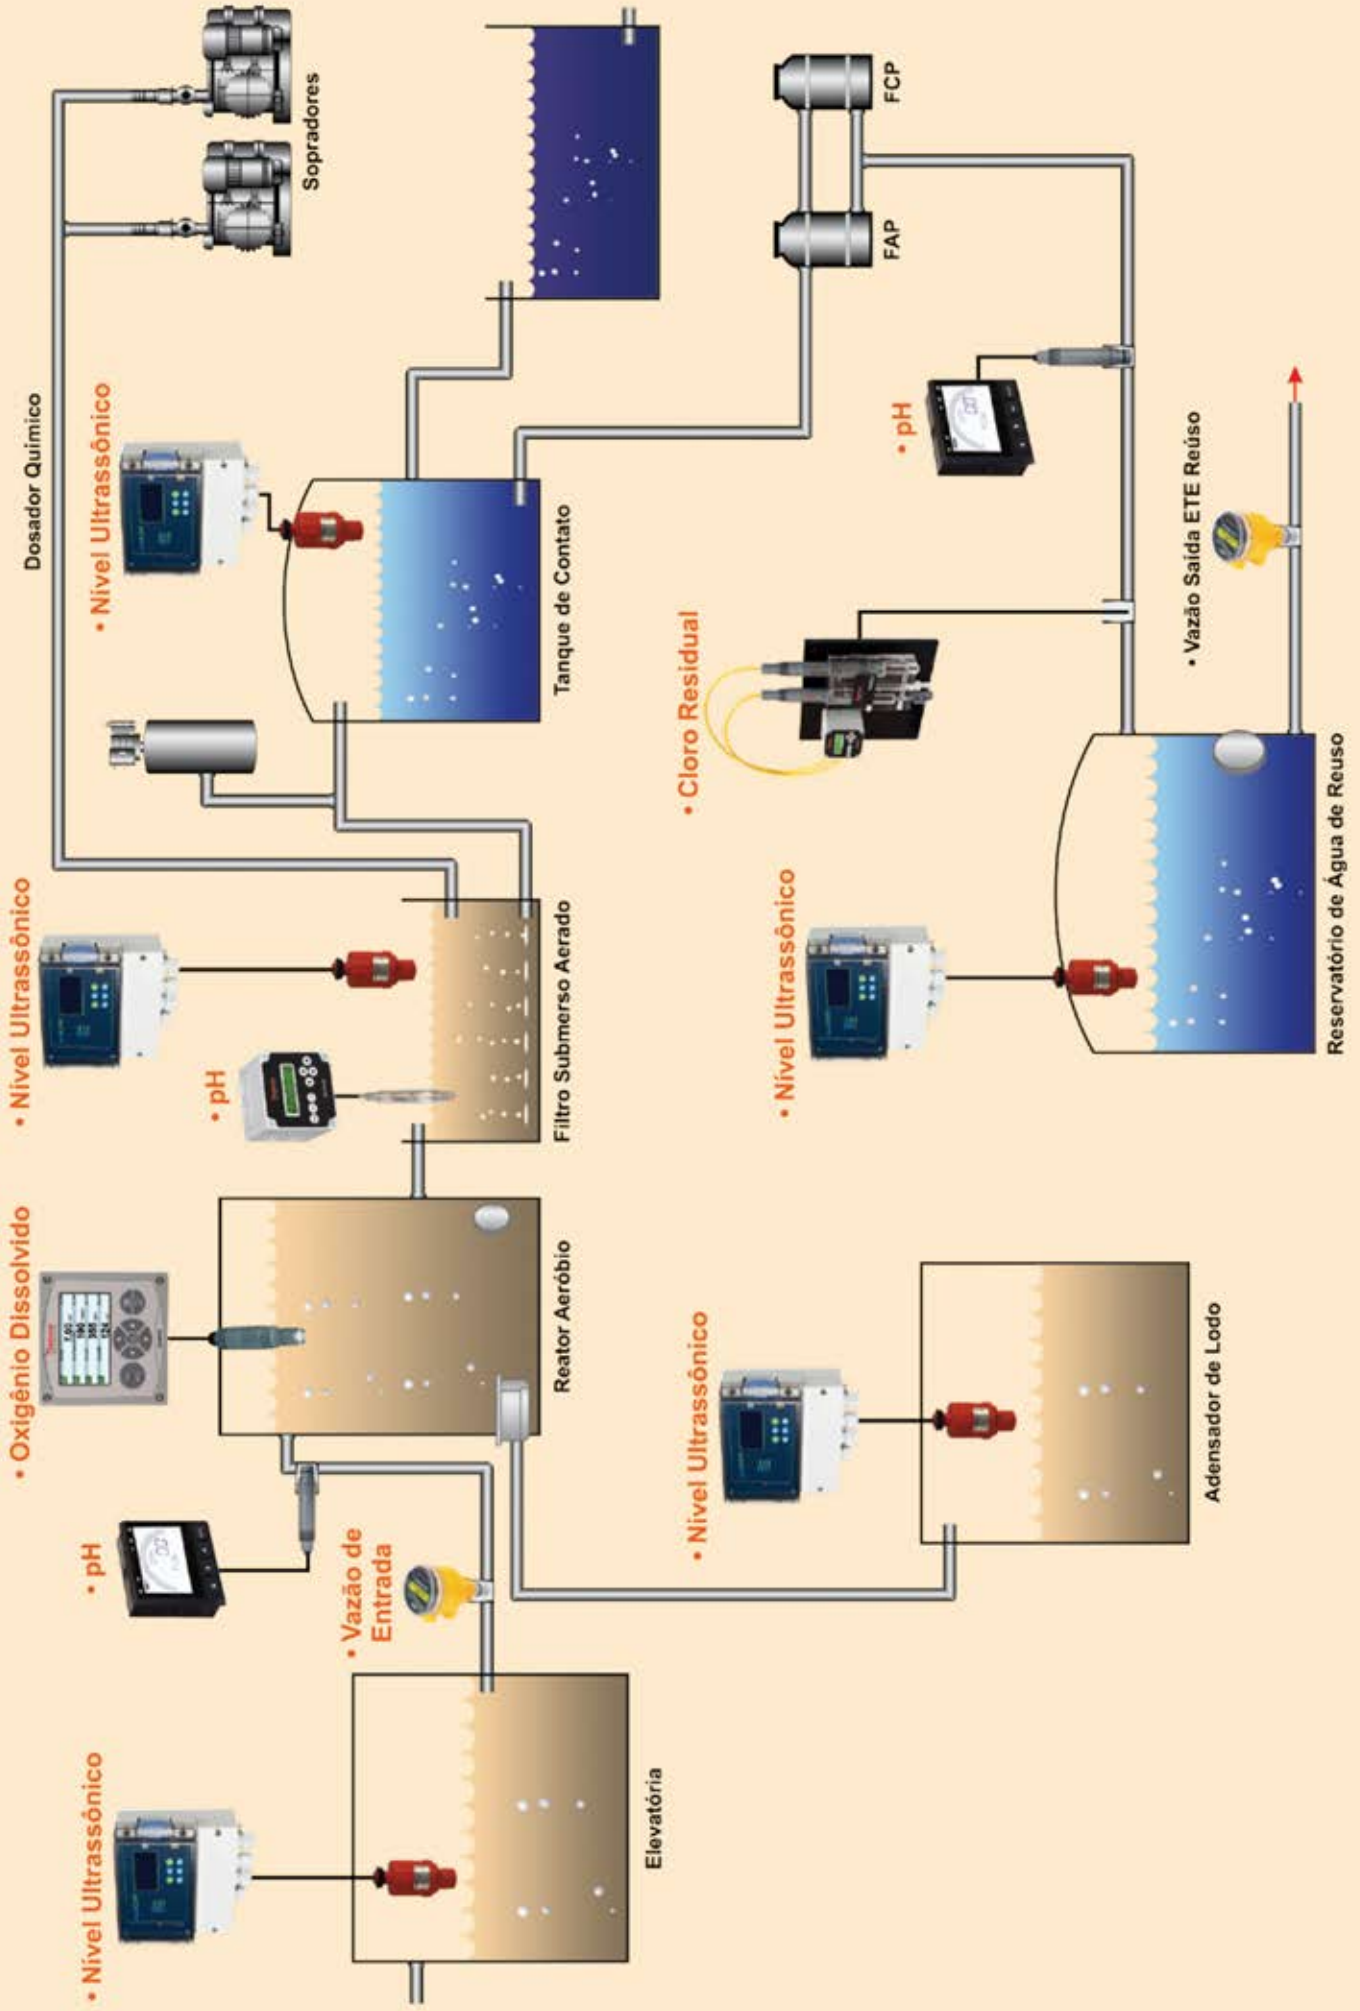 Dosador Químico
Sopradores
• Nível Ultrassônico
• Oxigênio Dissolvido
• Nível Ultrassônico
• pH
• pH
• Nível Ultrassônico
• Vazão de
Entrada
Elevatória
Reator Aeróbio
Filtro Submerso Aerado
Tanque de Contato
FAP
FCP
• Cloro Residual
• pH
• Nível Ultrassônico
• Nível Ultrassônico
• Vazão Saída ETE Reúso
Adensador de Lodo
Reservatório de Água de Reuso